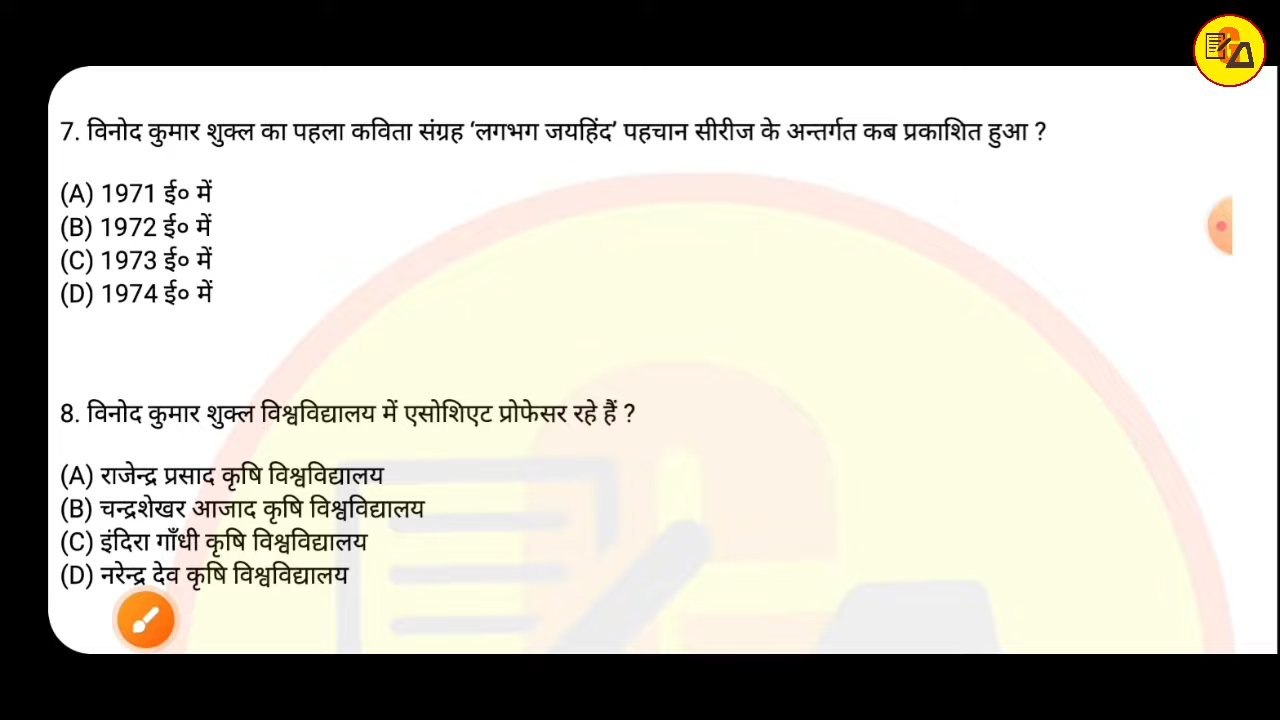 7. विनोद कुमार शुक्ल का पहला कविता संग्रह ‘लगभग जयहिंद’ पहचान सीरीज के अन्तर्गत कब प्रकाशित हुआ ?
(A) 1971 ई० में
(B) 1972 ई० में
(C) 1973 ई० में
(D) 1974 ई० में
8. विनोद कुमार शुक्ल विश्वविद्यालय में एसोशिएट प्रोफेसर रहे हैं ?
(A) राजेन्द्र प्रसाद कृषि विश्वविद्यालय
(B) चन्द्रशेखर आजाद कृषि विश्वविद्यालय
(C) इंदिरा गाँधी कृषि विश्वविद्यालय
(D) नरेन्द्र देव कृषि विश्वविद्यालय